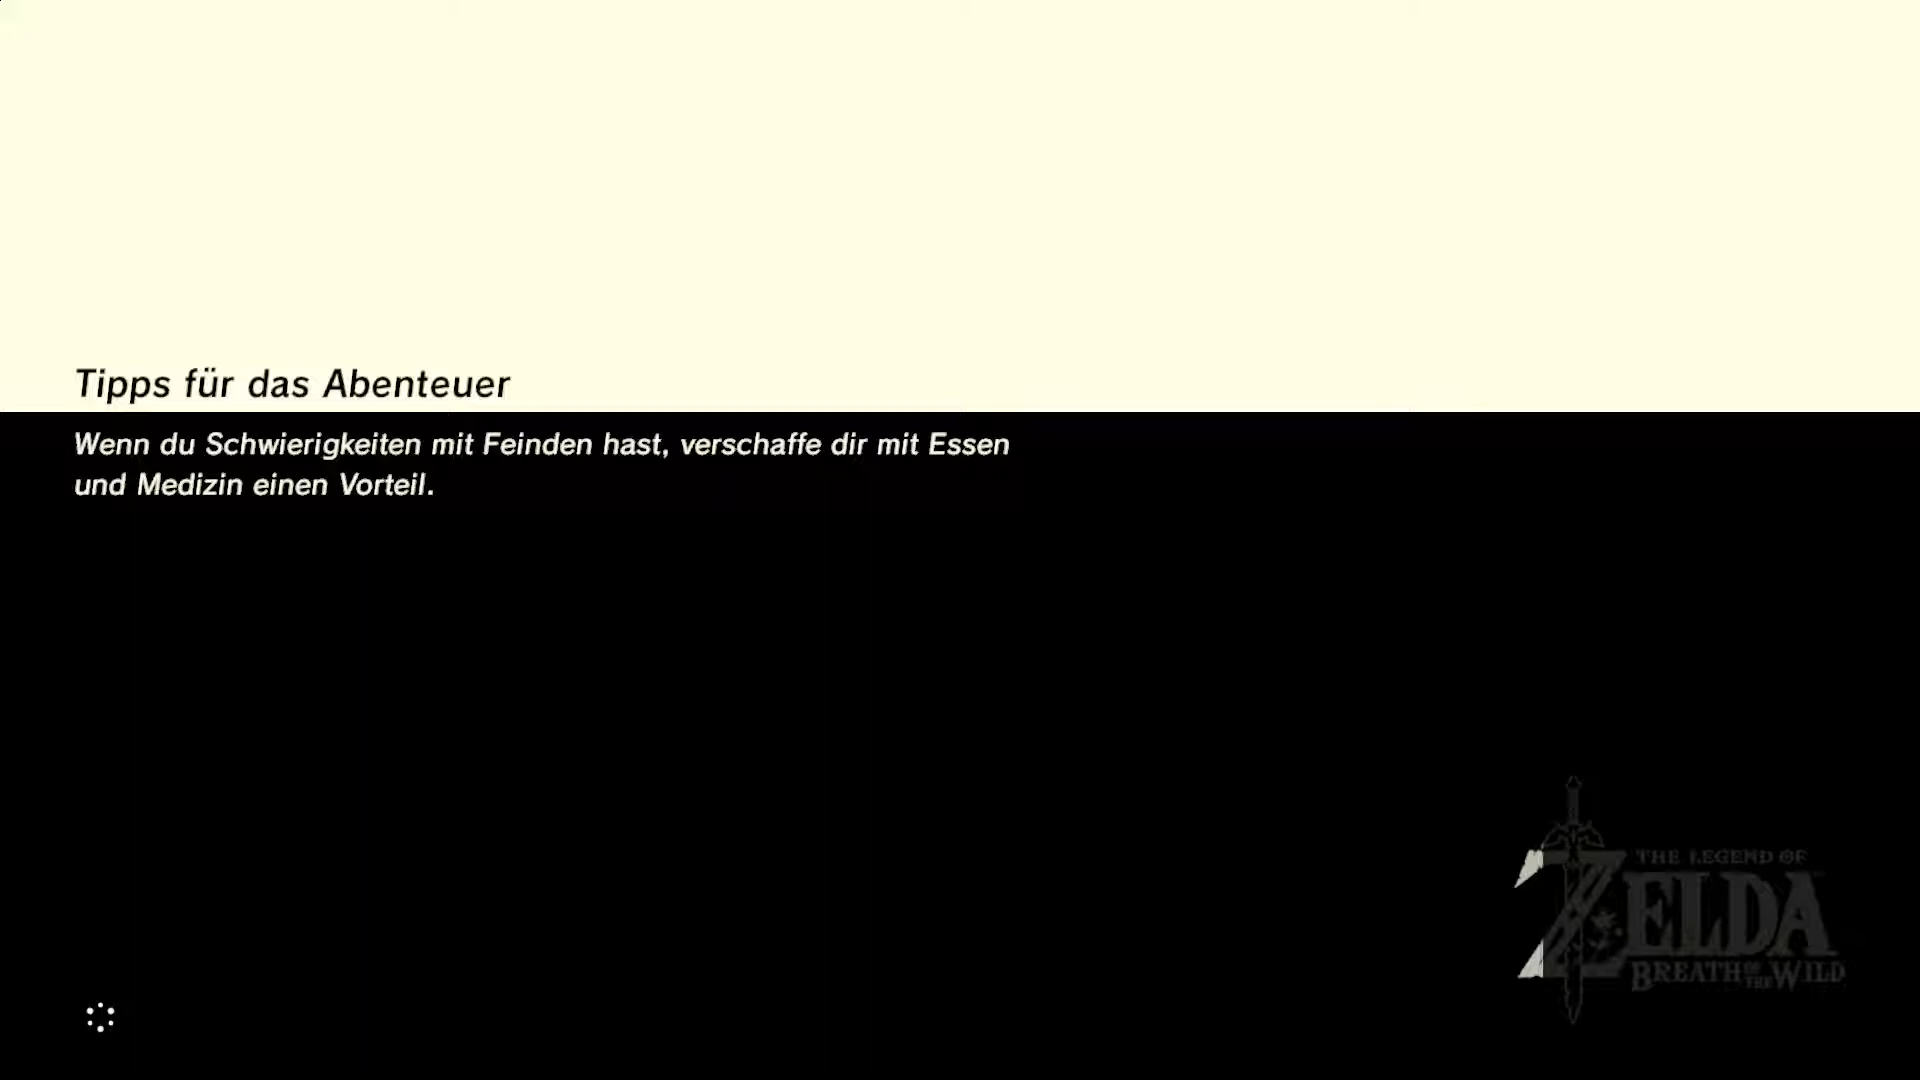 Tipps für das Abenteuer
Wenn du Schwierigkeiten mit Feinden hast, verschaffe dir mit Essen
und Medizin einen Vorteil.
THE LEGEND OF
ZELDA
BREATH OF THE WILD